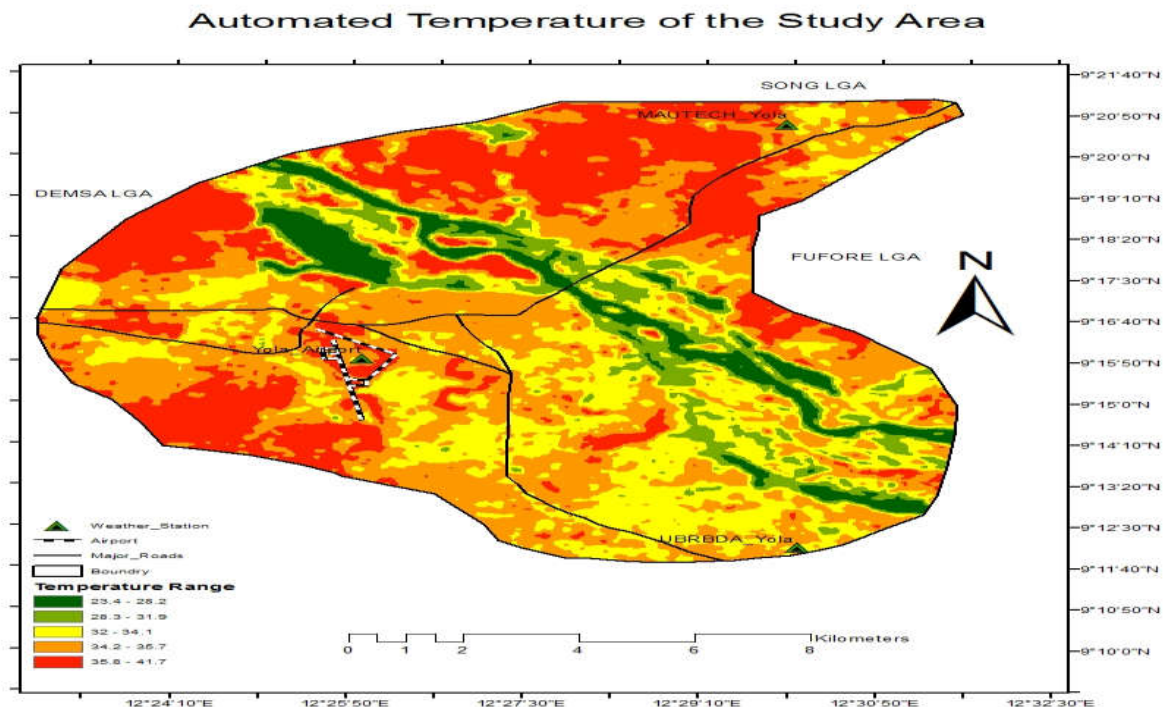 Automated Temperature of the Study Area
SONG LGA
MAUTECH_Yola
DEMSA LGA
FUFORE LGA
N
Yola_Airport
UBRBDA_Yola
9°21'40"N
9°20'50"N
9°20'0"N
9°19'10"N
9°18'20"N
9°17'30"N
9°16'40"N
9°15'50"N
9°15'0"N
9°14'10"N
9°13'20"N
9°12'30"N
9°11'40"N
9°10'50"N
9°10'0"N
Weather_Station
Airport
Major_Roads
Boundry
Temperature Range
23.4 - 28.2
28.3 - 31.9
32 - 34.1
34.2 - 35.7
35.8 - 41.7
Kilometers
0 1 2 4 6 8
12°24'10"E 12°25'50"E 12°27'30"E 12°29'10"E 12°30'50"E 12°32'30"E